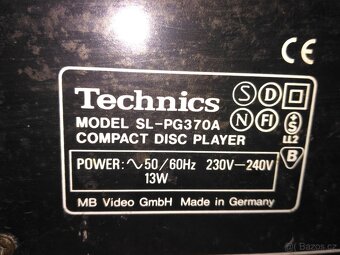 CE
Technics
MODEL SL-PG370A
COMPACT DISC PLAYER
S D
N FI
+S
LL2
B
POWER: ∿50/60Hz 230V–240V
13W
MB Video GmbH Made in Germany
Bazos.cz